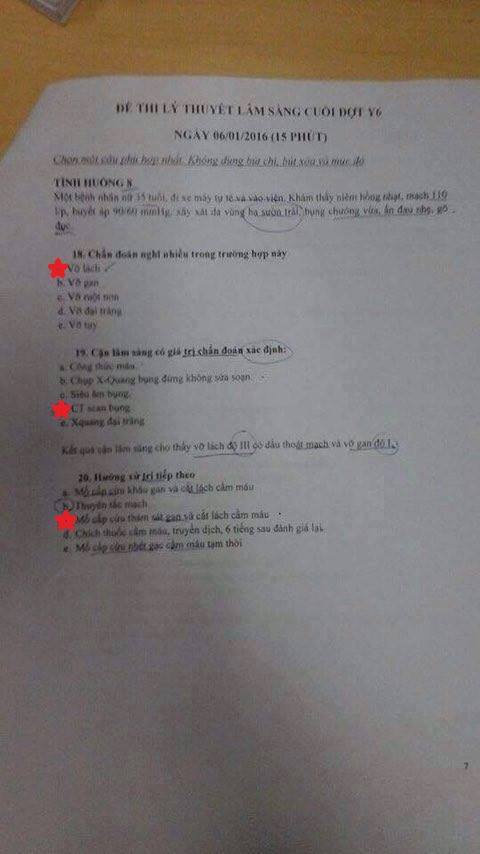 ĐỀ THI LÝ THUYẾT LÂM SÀNG CUỐI ĐỢT Y6
NGÀY 06/01/2016 (15 PHÚT)
Chọn một câu phù hợp nhất. Không dùng bút chì, bút xóa và mực đỏ
TÌNH HUỐNG 8
Một bệnh nhân nữ 35 tuổi, đi xe máy tự té và vào viện. Khám thấy niêm hồng nhạt, mạch 110
l/p, huyết áp 90/60 mmHg, xây xát da vùng hạ sườn trái, bụng chướng vừa, ấn đau nhẹ, gõ
đục.
18. Chẩn đoán nghĩ nhiều trong trường hợp này
Vỡ lách
b. Vỡ gan
c. Vỡ ruột non
d. Vỡ đại tràng
e. Vỡ tụy
19. Cận lâm sàng có giá trị chẩn đoán xác định:
a. Công thức máu.
b. Chụp X-Quang bụng đứng không sửa soạn.
c. Siêu âm bụng.
CT scan bụng
e. Xquang đại tràng
Kết quả cận lâm sàng cho thấy vỡ lách độ III có dấu thoát mạch và vỡ gan độ I.
20. Hướng xử trí tiếp theo
a. Mổ cấp cứu khâu gan và cắt lách cầm máu
b. Thuyên tắc mạch
Mổ cấp cứu thám sát gan và cắt lách cầm máu
d. Chích thuốc cầm máu, truyền dịch, 6 tiếng sau đánh giá lại.
e. Mổ cấp cứu nhét gạc cầm máu tạm thời
7